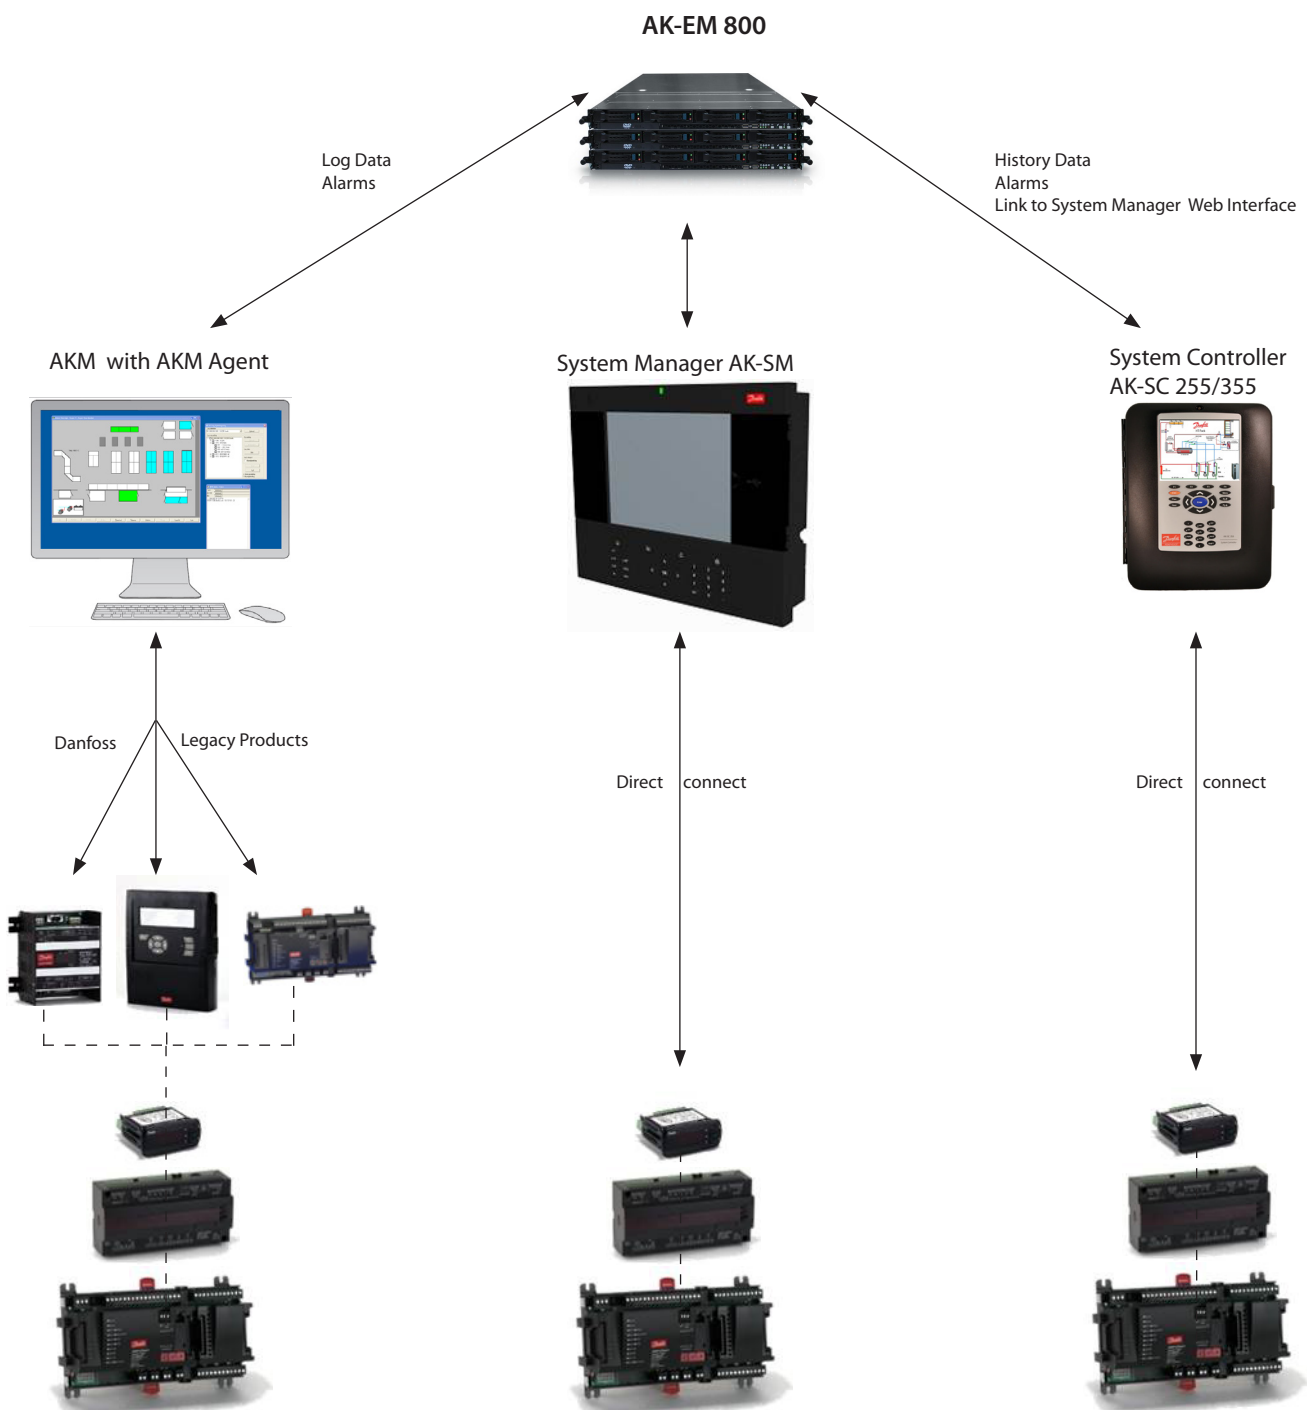 AK-EM 800
Log Data
Alarms
History Data
Alarms
Link to System Manager Web Interface
AKM with AKM Agent
System Manager AK-SM
System Controller
AK-SC 255/355
Danfoss
Legacy Products
Direct connect
Direct connect